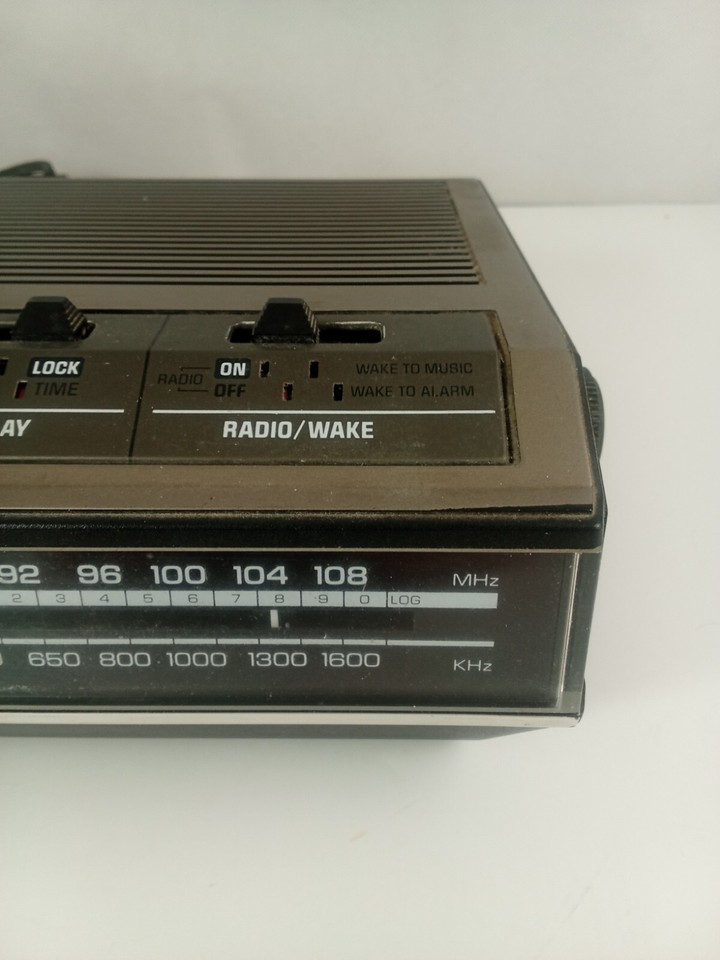 LOCK
TIME
AY
RADIO ON WAKE TO MUSIC
OFF WAKE TO ALARM
RADIO/WAKE
92 96 100 104 108 MHz
2 3 4 5 6 7 8 9 0 LOG
650 800 1000 1300 1600 KHz